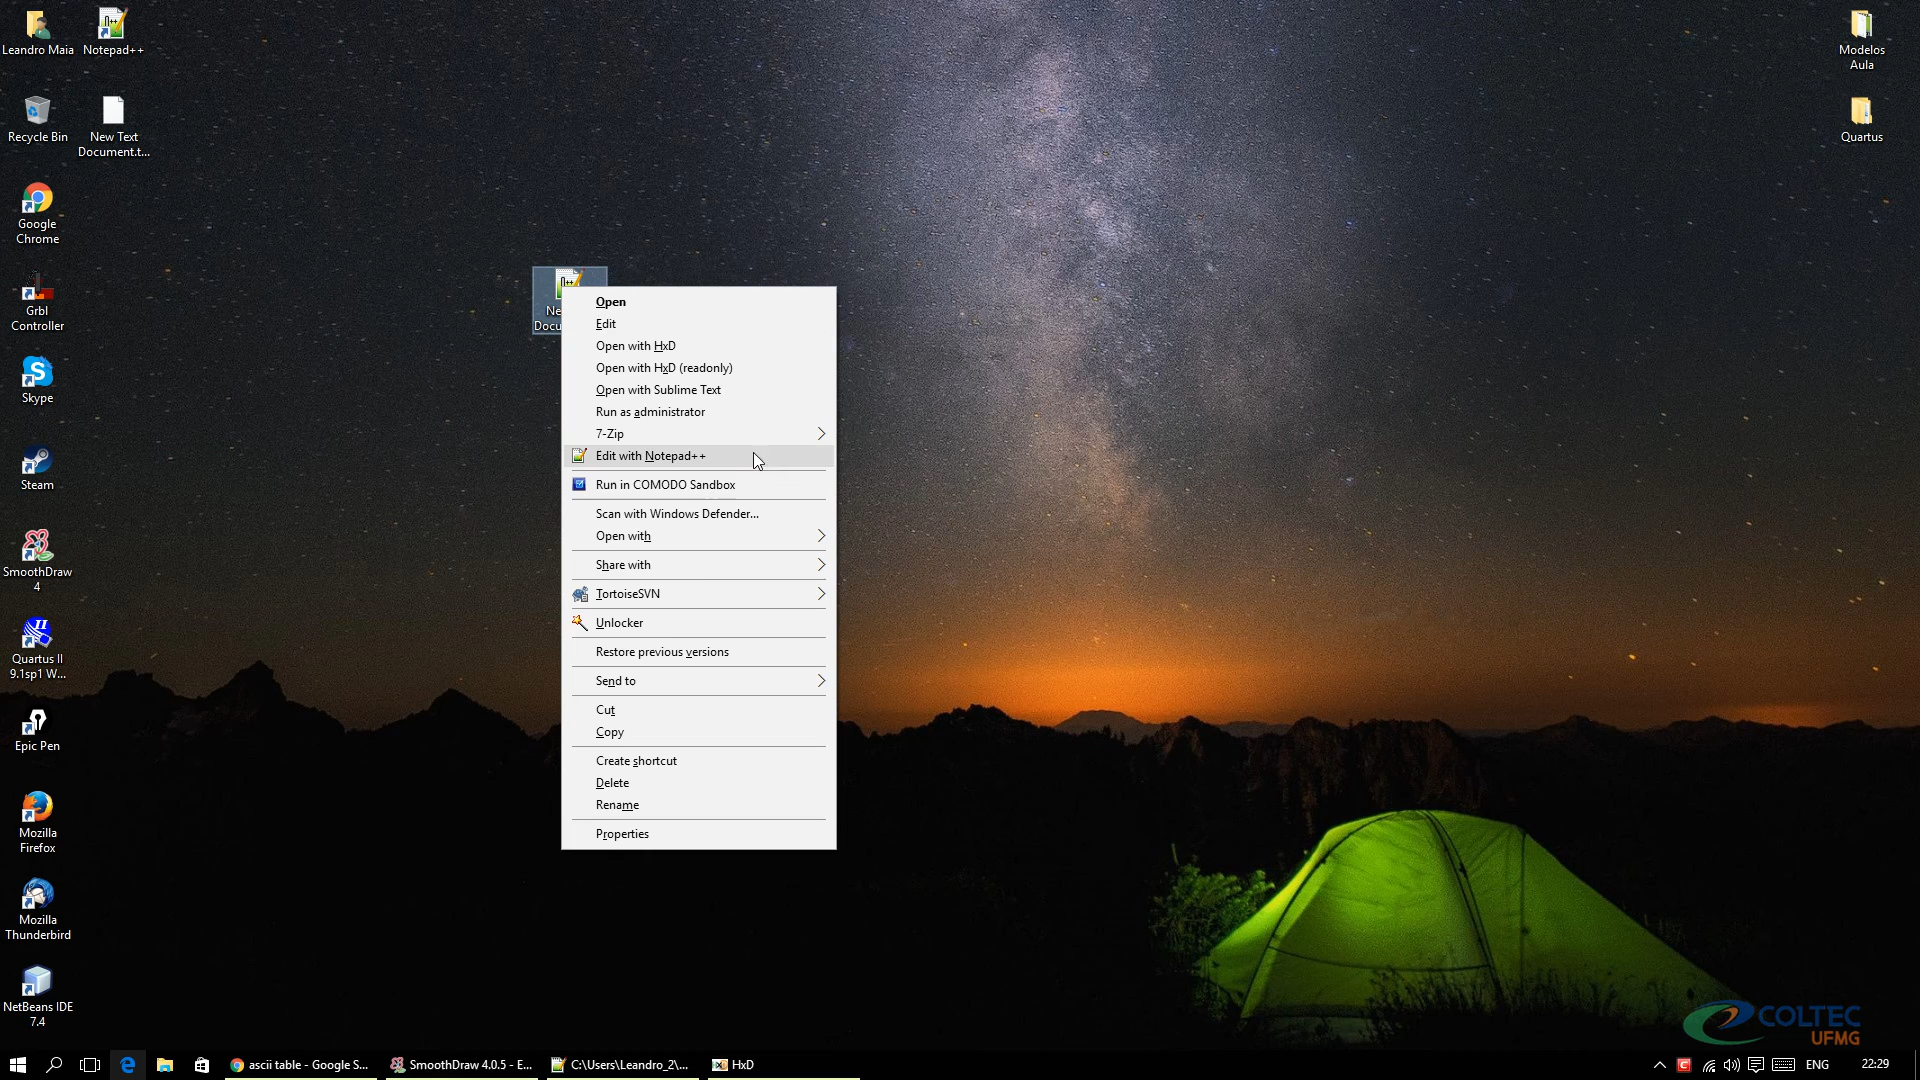 Leandro Maia
Notepad++
Recycle Bin
New Text
Document.t...
Google
Chrome
Grbl
Controller
Skype
Steam
SmoothDraw
4
Quartus II
9.1sp1 W...
Epic Pen
Mozilla
Firefox
Mozilla
Thunderbird
NetBeans IDE
7.4
Ne
Docu
Open
Edit
Open with HxD
Open with HxD (readonly)
Open with Sublime Text
Run as administrator
7-Zip
Edit with Notepad++
Run in COMODO Sandbox
Scan with Windows Defender...
Open with
Share with
TortoiseSVN
Unlocker
Restore previous versions
Send to
Cut
Copy
Create shortcut
Delete
Rename
Properties
Modelos
Aula
Quartus
COLTEC
UFMG
ascii table - Google S...
SmoothDraw 4.0.5 - E...
C:\Users\Leandro_2\...
HxD
ENG
22:29